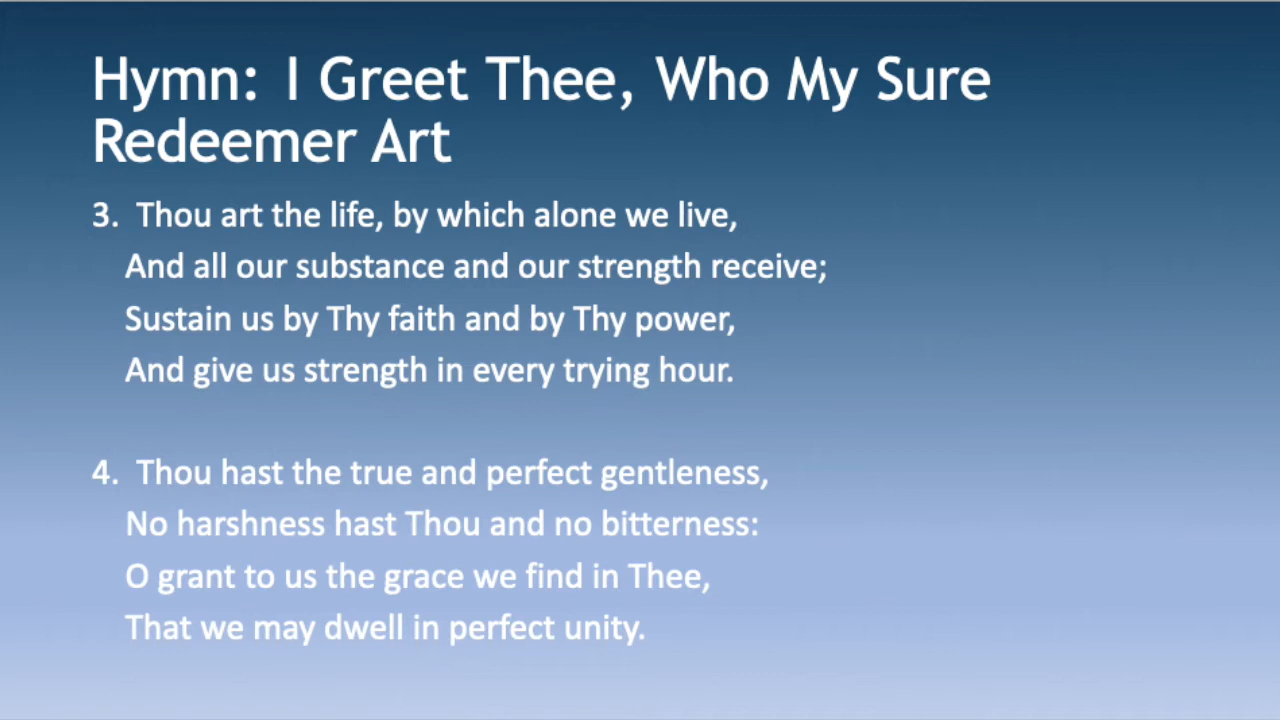 Hymn: I Greet Thee, Who My Sure
Redeemer Art
3. Thou art the life, by which alone we live,
And all our substance and our strength receive;
Sustain us by Thy faith and by Thy power,
And give us strength in every trying hour.
4. Thou hast the true and perfect gentleness,
No harshness hast Thou and no bitterness:
O grant to us the grace we find in Thee,
That we may dwell in perfect unity.